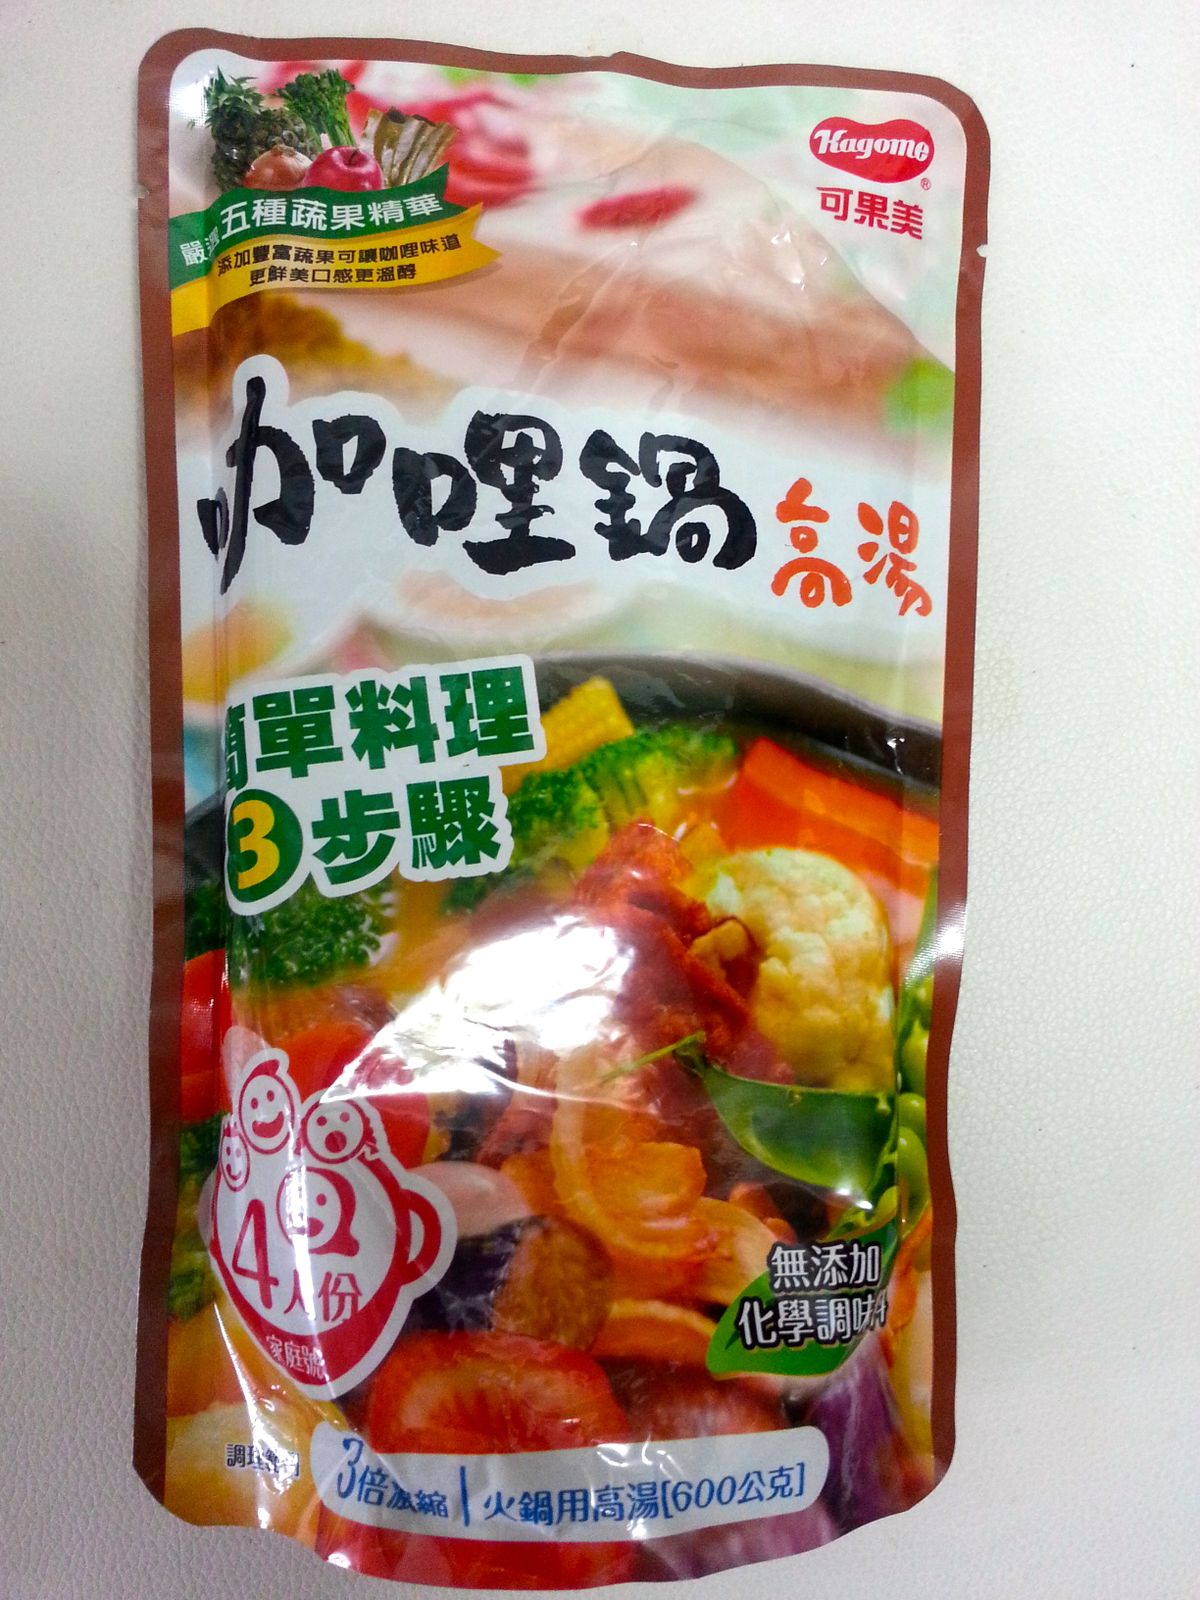 Kagome
®
可果美
嚴選五種蔬果精華
添加豐富蔬果可讓咖哩味道
更鮮美口感更溫醇
咖哩鍋高湯
簡單料理
3步驟
4人份
家庭號
無添加
化學調味料
3倍濃縮|火鍋用高湯[600公克]